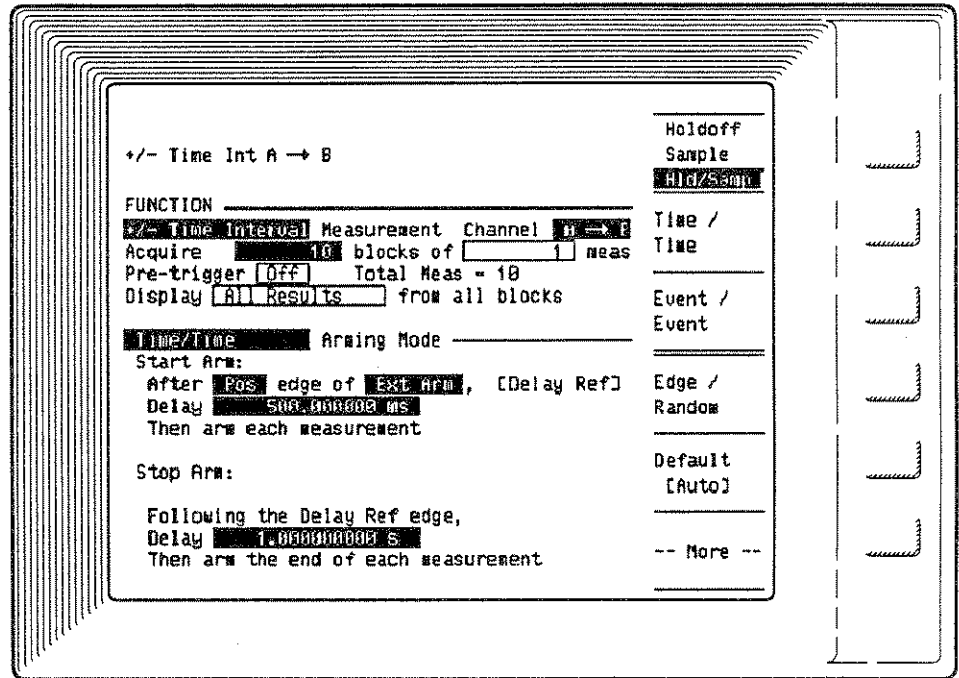 +/- Time Int A → B
FUNCTION
+/- Time Interval Measurement Channel A → B
Acquire 10 blocks of 1 meas
Pre-trigger Off Total Meas = 10
Display All Results from all blocks
Time/Time Arming Mode
Start Arm:
After Pos edge of Ext Arm, [Delay Ref]
Delay 500.000000 ms
Then arm each measurement
Stop Arm:
Following the Delay Ref edge,
Delay 1.000000000 s
Then arm the end of each measurement
Holdoff
Sample
Hld/Samp
Time /
Time
Event /
Event
Edge /
Random
Default
[Auto]
-- More --